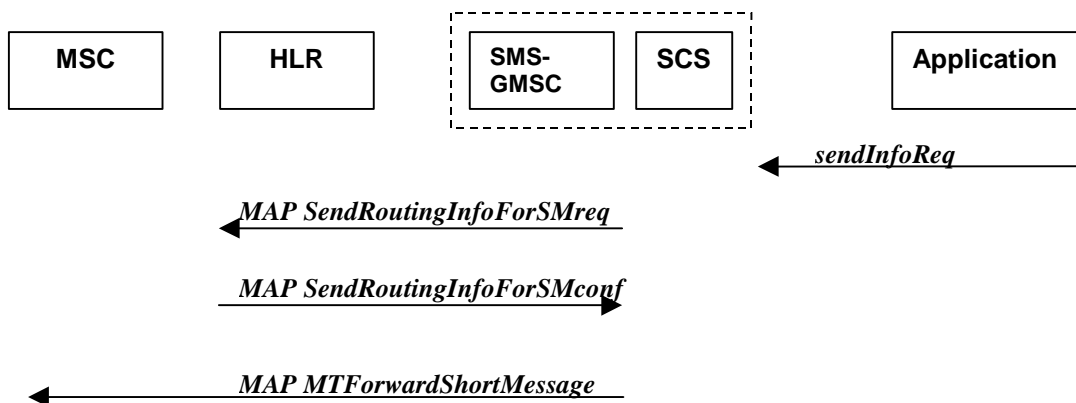 MSC
HLR
SMS-
GMSC
SCS
Application
sendInfoReq
MAP SendRoutingInfoForSMreq
MAP SendRoutingInfoForSMconf
MAP MTForwardShortMessage